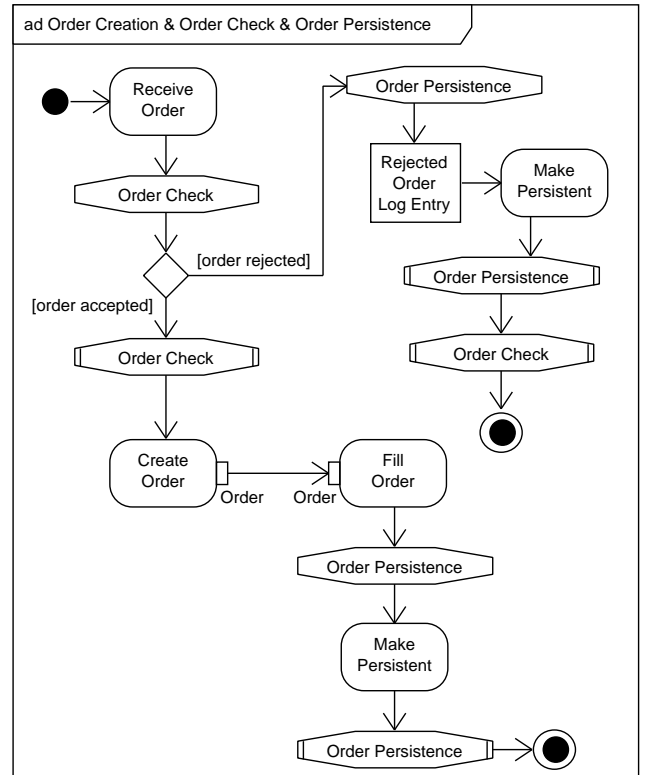 ad Order Creation & Order Check & Order Persistence
Receive
Order
Order Persistence
Rejected
Order
Log Entry
Make
Persistent
Order Check
[order rejected]
[order accepted]
Order Persistence
Order Check
Order Check
Create
Order
Order
Order
Fill
Order
Order Persistence
Make
Persistent
Order Persistence